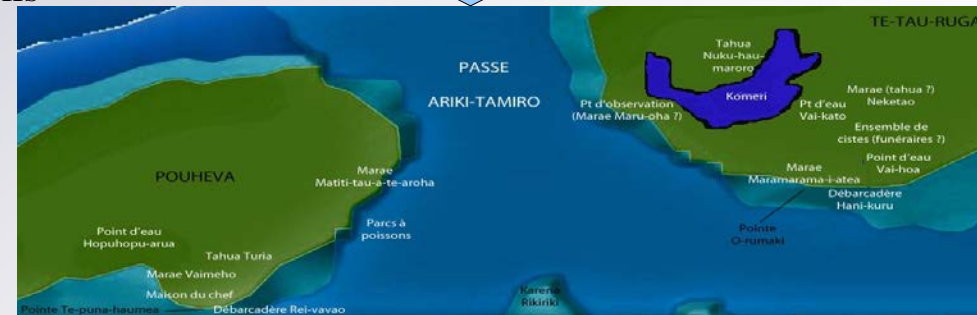 TE-TAU-RUGA
Tahua
Nuku-hau-
maroro
PASSE
ARIKI-TAMIRO
Komeri
Pt d'observation
(Marae Maru-oha ?)
Pt d'eau
Vai-kato
Marae (tahua ?)
Neketao
Ensemble de
cistes (funéraires ?)
Point d'eau
Vai-hoa
Marae
Maramarama-i-atea
Débarcadère
Hani-kuru
Pointe
O-rumaki
POUHEVA
Marae
Matiti-tau-a-te-aroha
Parcs à
poissons
Point d'eau
Hopuhopu-arua
Tahua Turia
Marae Vaimeho
Maison du chef
Pointe Te-puna-haumea
Débarcadère Rei-vavao
Karena
Rikiriki